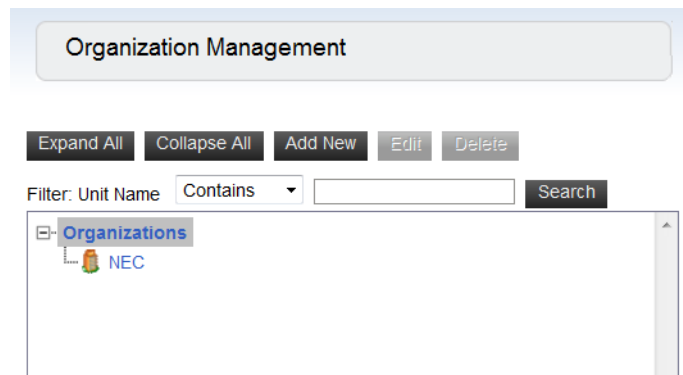 Organization Management
Expand All Collapse All Add New Edit Delete
Filter: Unit Name Contains Search
Organizations
NEC